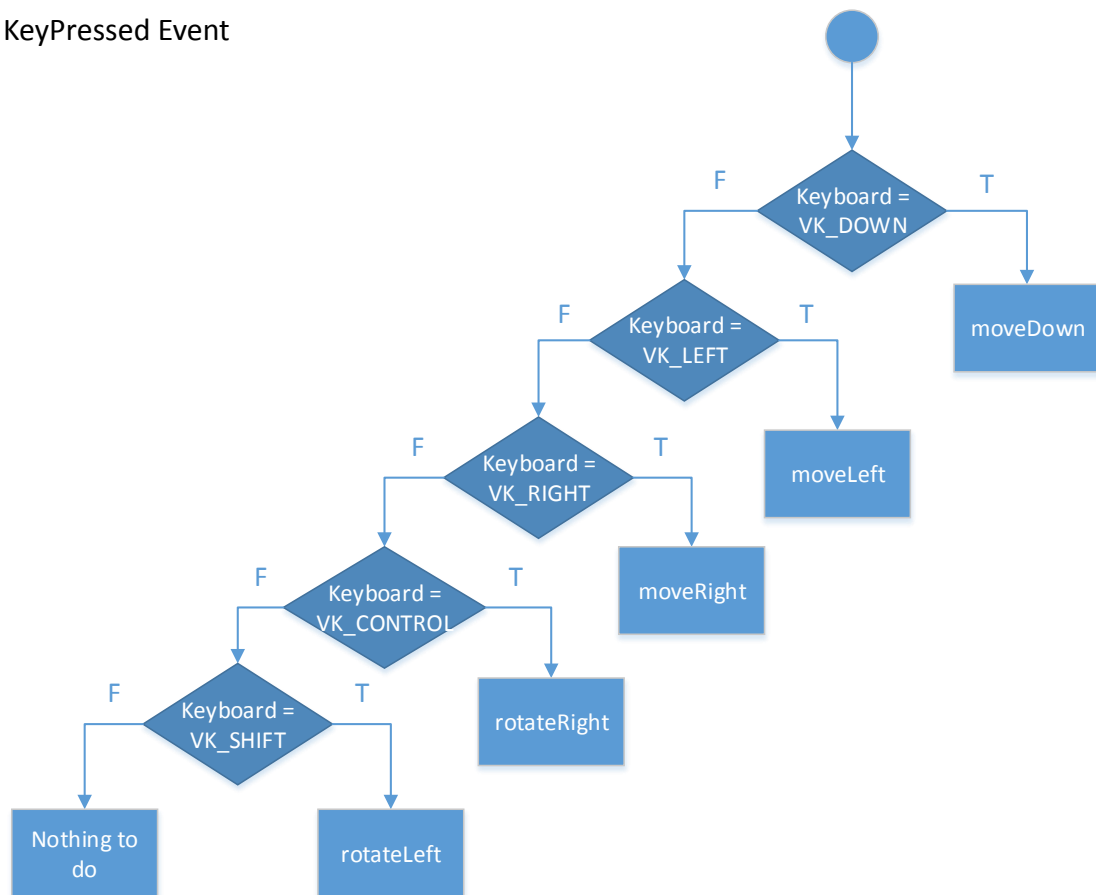 KeyPressed Event
F
T
Keyboard =
VK_DOWN
F
T
Keyboard =
VK_LEFT
moveDown
F
T
Keyboard =
VK_RIGHT
moveLeft
F
T
Keyboard =
VK_CONTROL
moveRight
F
T
Keyboard =
VK_SHIFT
rotateRight
Nothing to
do
rotateLeft